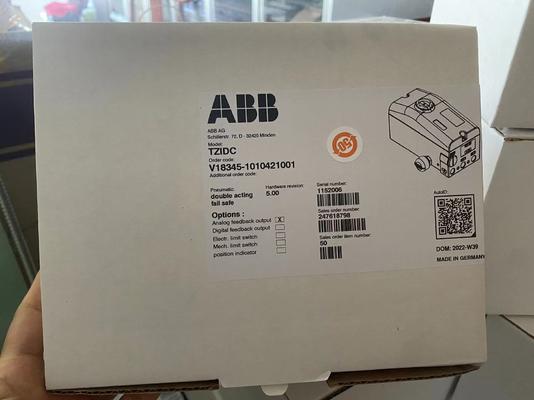 ABB
ABB AG
Schillerstr. 72, D - 32425 Minden
Model:
TZIDC
Order code:
V18345-1010421001
Additional order code:
Pneumatic:
double acting
fail safe
Hardware revision:
5.00
Serial number:
1152006
Sales order number:
247618798
Sales order item number:
50
Options :
Analog feedback output X
Digital feedback output
Electr. limit switch
Mech. limit switch
position indicator
AutoID:
DOM: 2022-W39
MADE IN GERMANY